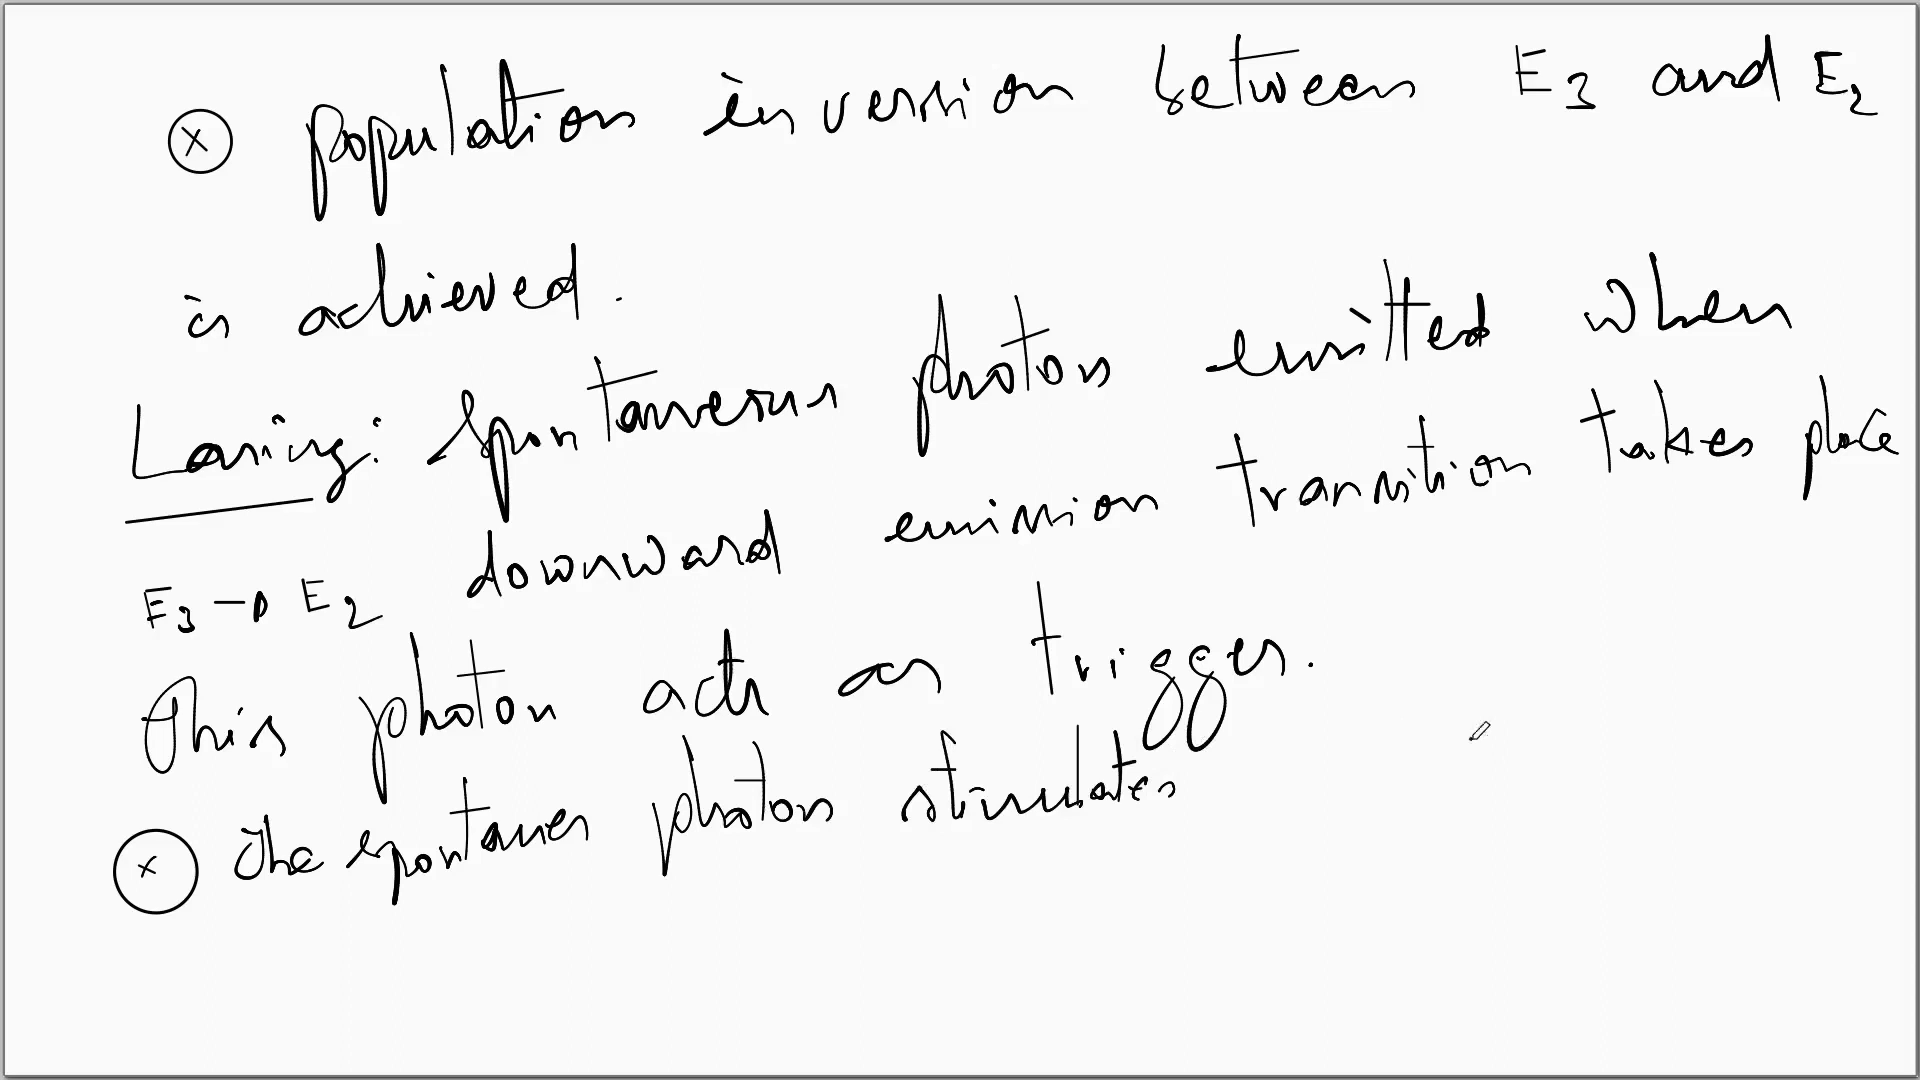 population inversion between E₃ and E₂
is achieved.
Lasing: Spontaneous photon emitted when
E₃ → E₂ downward emission transition takes place
This photon acts as trigger.
The spontaneous photon stimulates